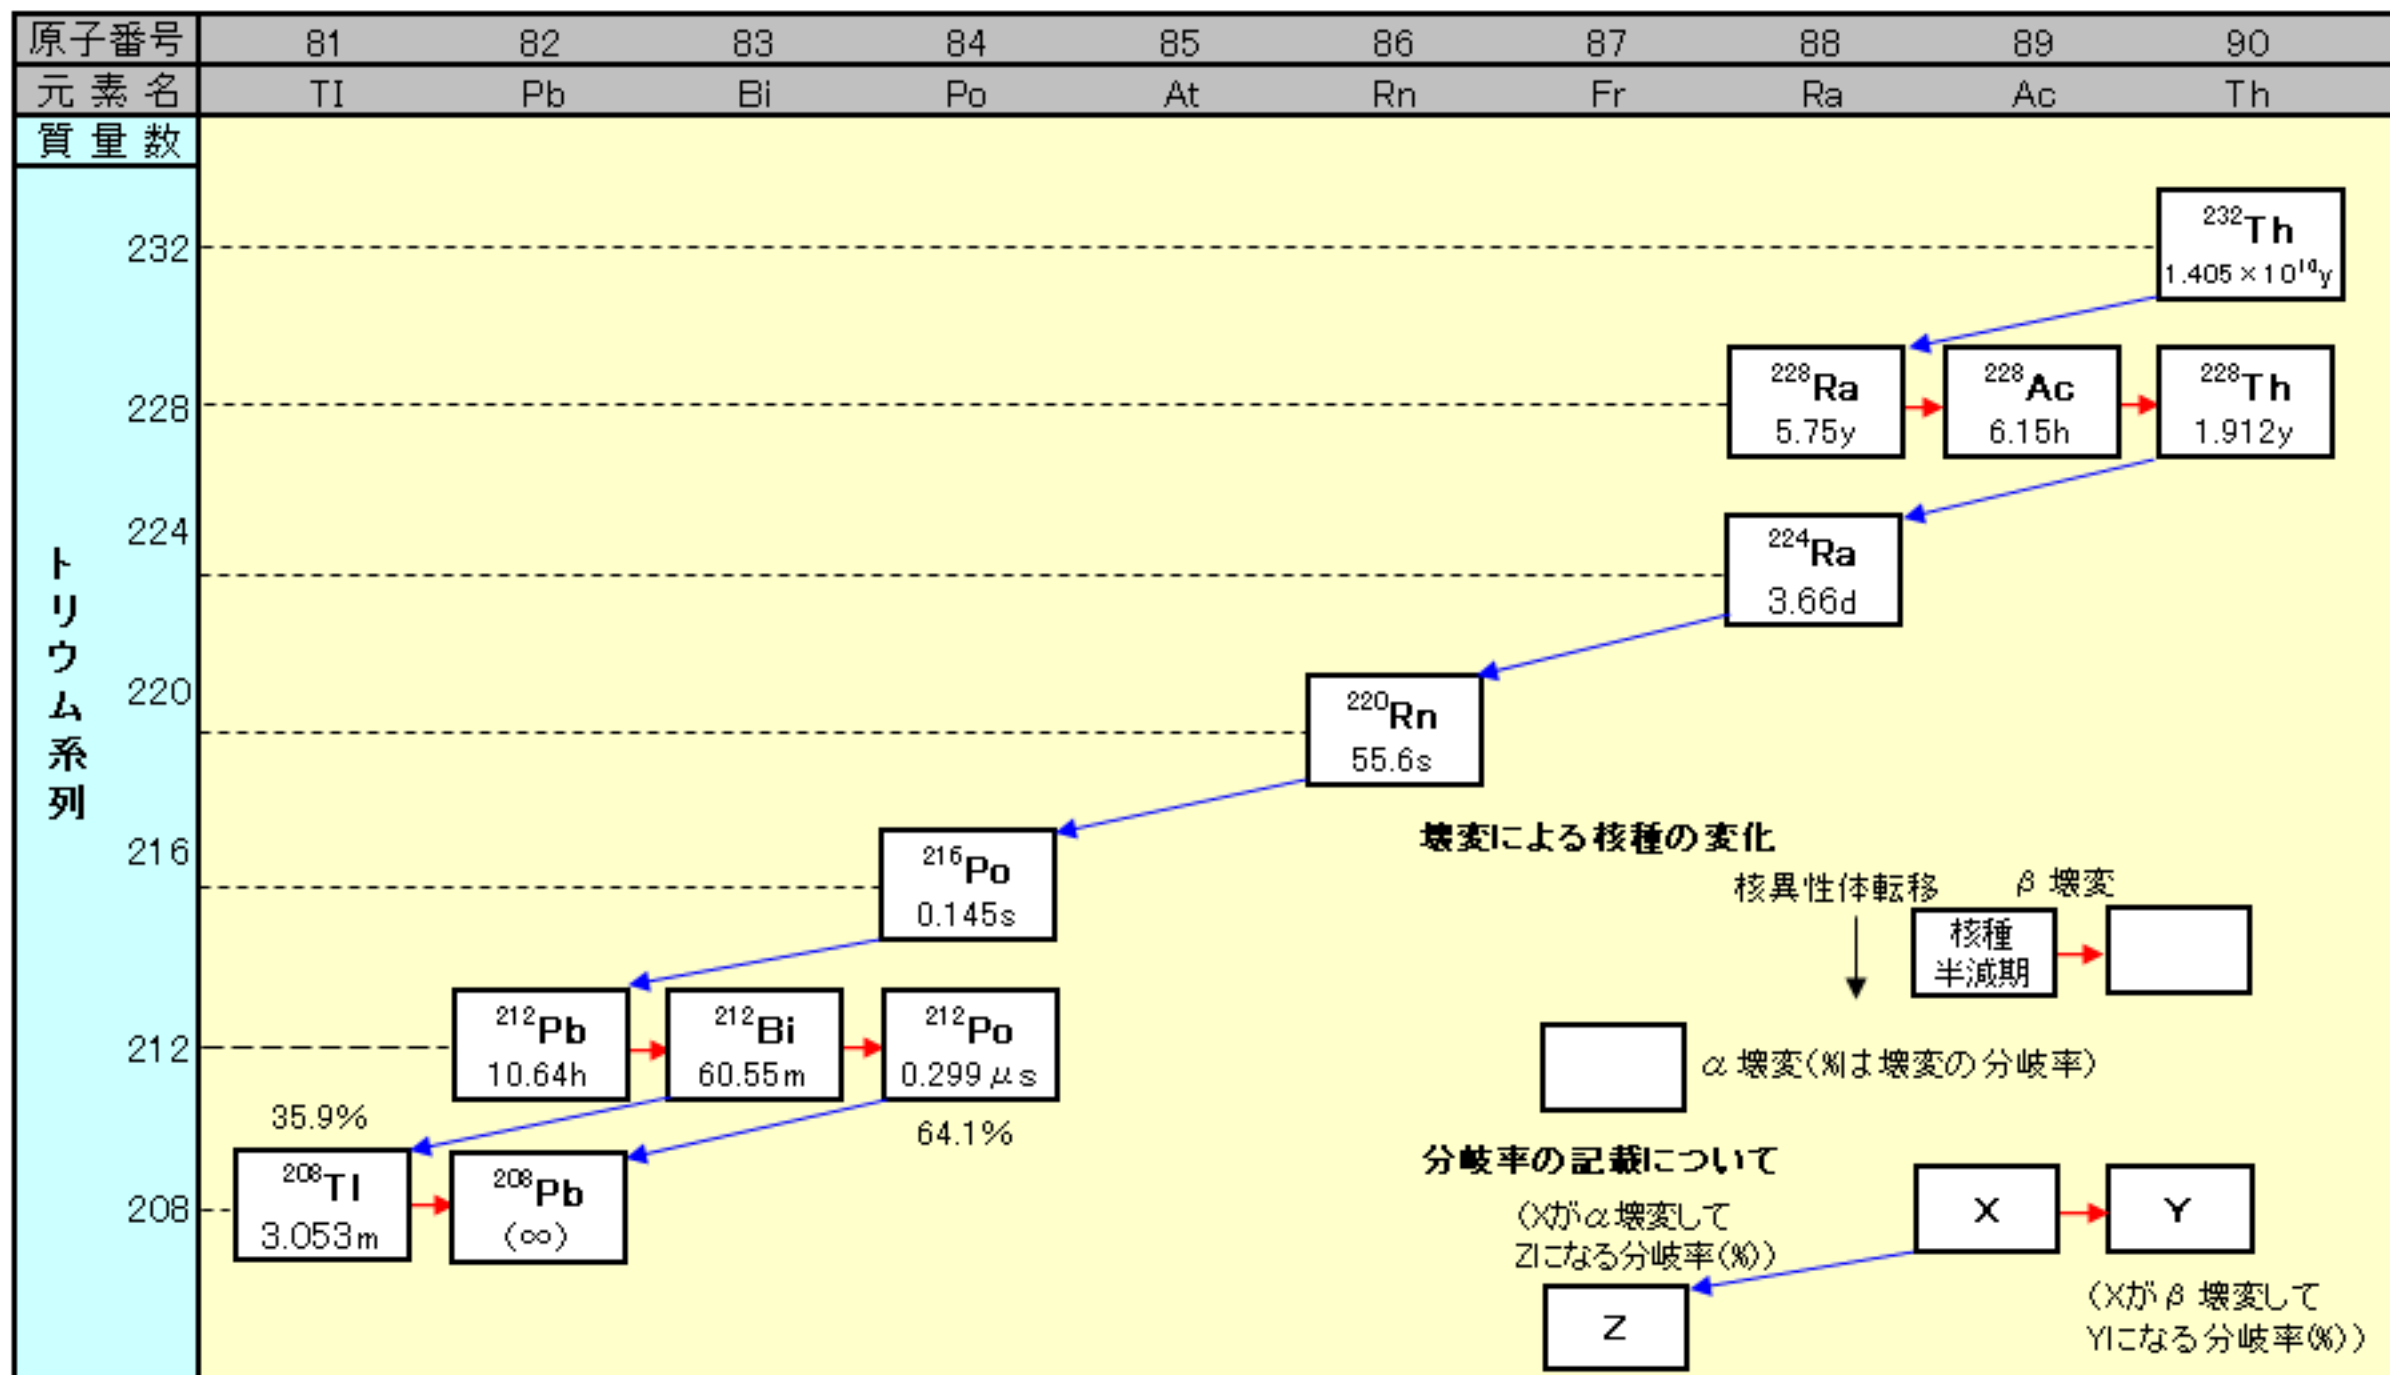 原子番号 81 82 83 84 85 86 87 88 89 90
元素名 TI Pb Bi Po At Rn Fr Ra Ac Th
質量数
トリウム系列
232
²³²Th
1.405×10¹⁰y
228
²²⁸Ra
5.75y
²²⁸Ac
6.15h
²²⁸Th
1.912y
224
²²⁴Ra
3.66d
220
²²⁰Rn
55.6s
216
²¹⁶Po
0.145s
212
²¹²Pb
10.64h
²¹²Bi
60.55m
²¹²Po
0.299μs
35.9%
64.1%
208
²⁰⁸Tl
3.053m
²⁰⁸Pb
(∞)
壊変による核種の変化
核異性体転移
β壊変
核種
半減期
α壊変(%は壊変の分岐率)
分岐率の記載について
(Xがα壊変して
Zになる分岐率(%))
X
Y
Z
(Xがβ壊変して
Yになる分岐率(%))